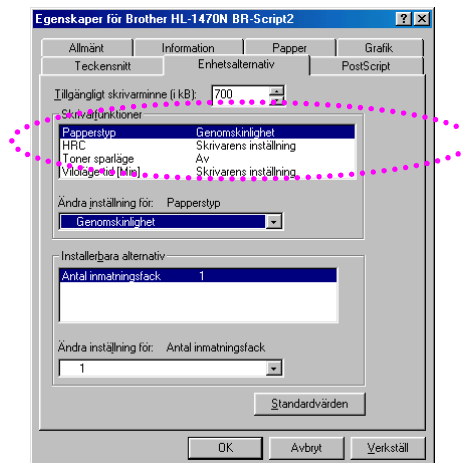 Egenskaper för Brother HL-1470N BR-Script2
Allmänt Information Papper Grafik
Teckensnitt Enhetsalternativ PostScript
Tillgängligt skrivarminne (i kB): 700
Skrivarfunktioner
Papperstyp Genomskinlighet
HRC Skrivarens inställning
Toner sparläge Av
Viloläge-tid [Min] Skrivarens inställning
Ändra inställning för: Papperstyp
Genomskinlighet
Installerbara alternativ
Antal inmatningsfack 1
Ändra inställning för: Antal inmatningsfack
1
Standardvärden
OK Avbryt Verkställ